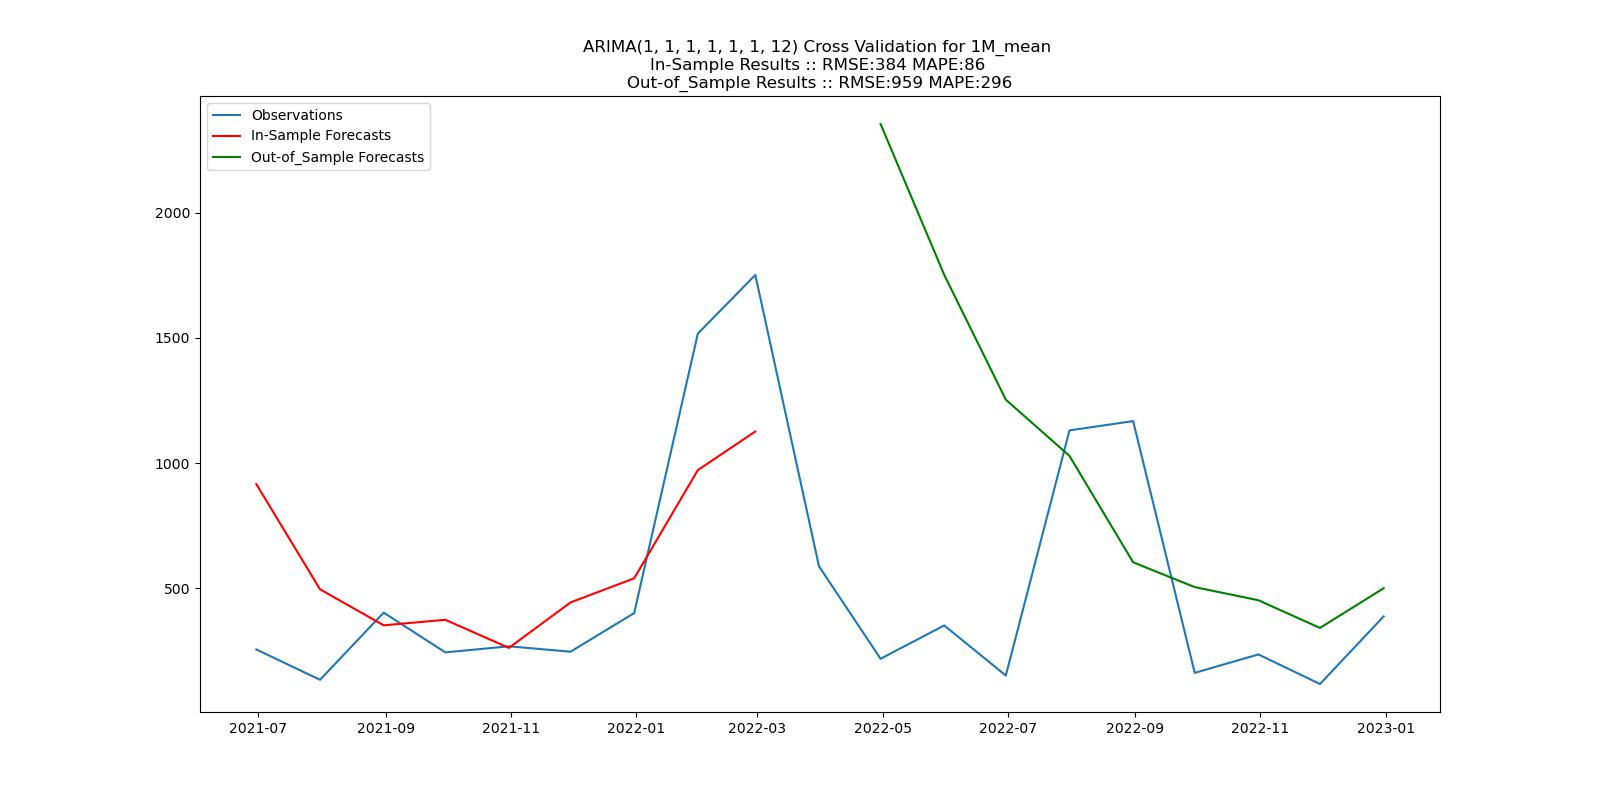 ARIMA(1, 1, 1, 1, 1, 1, 12) Cross Validation for 1M_mean
In-Sample Results :: RMSE:384 MAPE:86
Out-of_Sample Results :: RMSE:959 MAPE:296
Observations
In-Sample Forecasts
Out-of_Sample Forecasts
2000
1500
1000
500
2021-07 2021-09 2021-11 2022-01 2022-03 2022-05 2022-07 2022-09 2022-11 2023-01